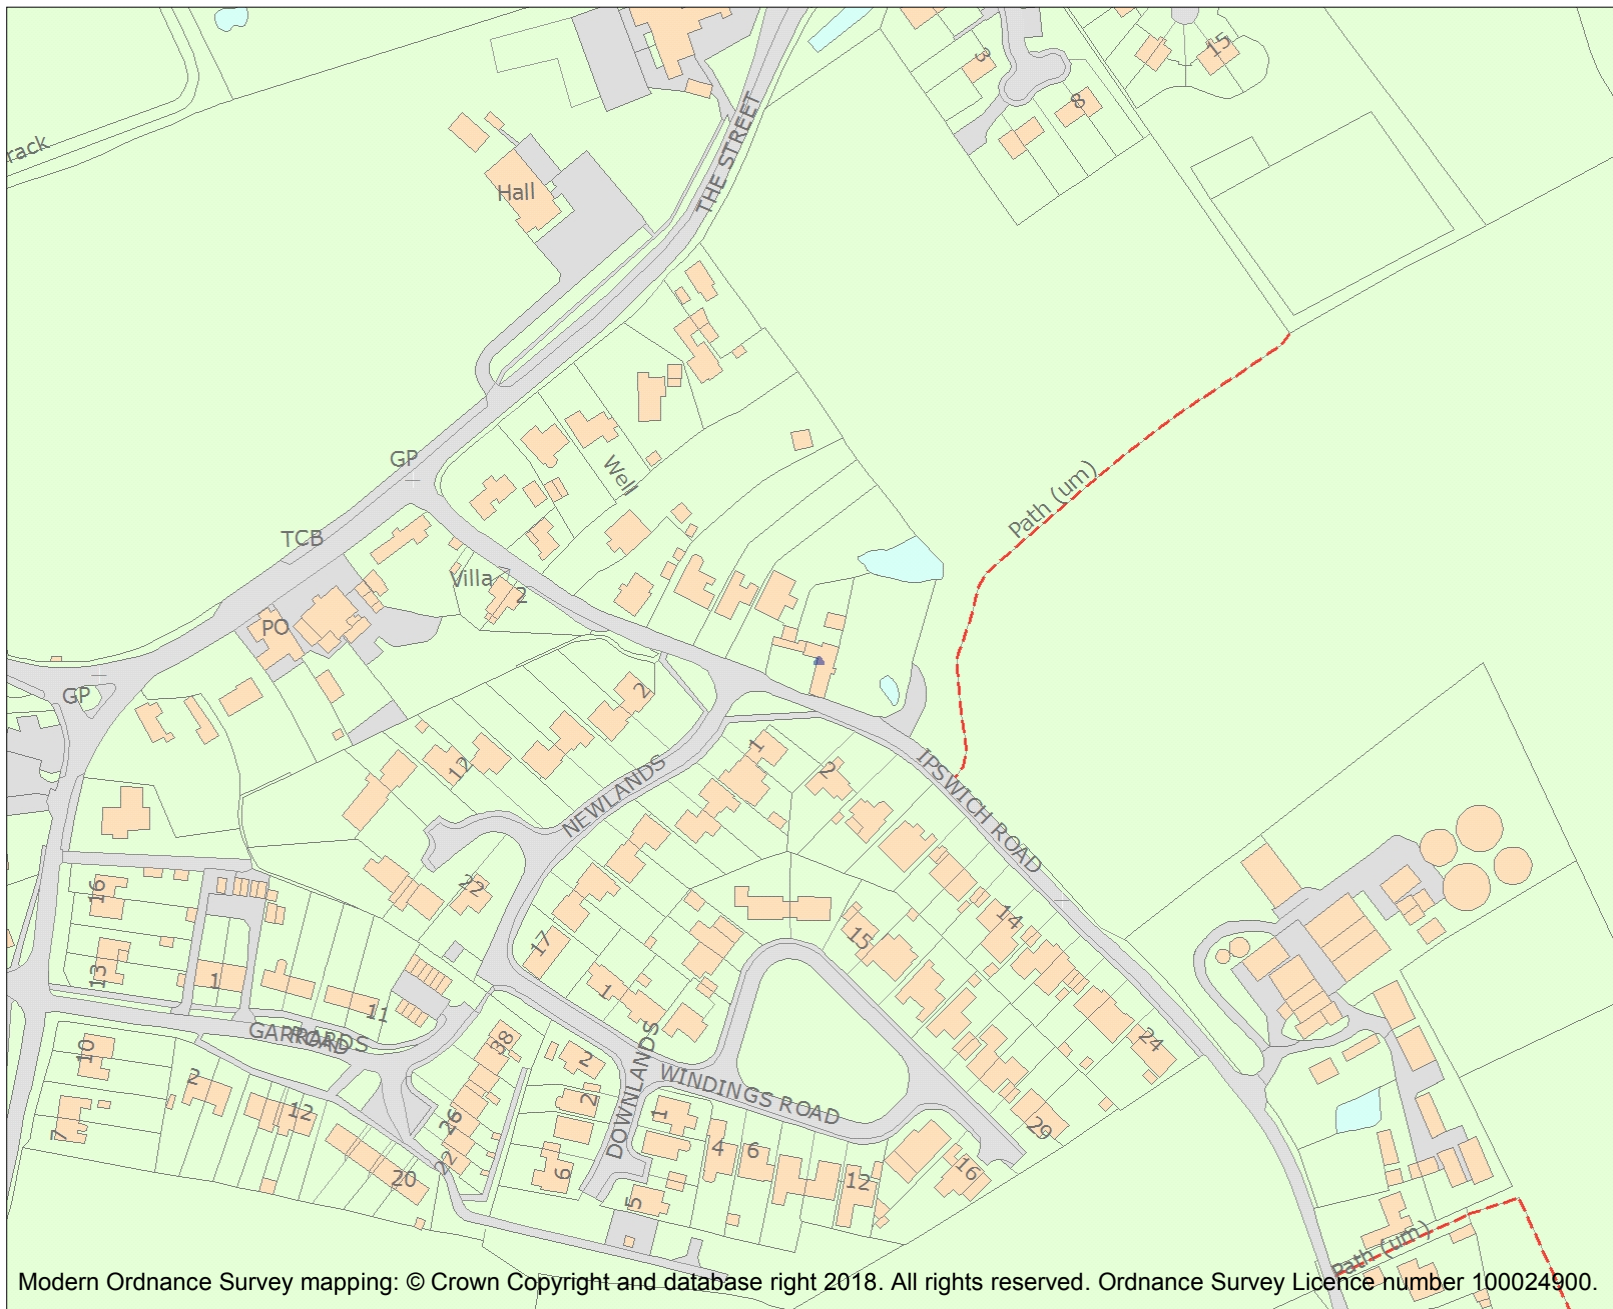 3
15
8
rack
THE STREET
Hall
GP
Well
Path (um)
TCB
Villa
2
PO
GP
2
12
1
2
NEWLANDS
IPSWICH ROAD
22
16
14
17
15
13
1
1
11
GARRARDS
ROAD
38
24
10
2
2
WINDINGS ROAD
DOWNLANDS
2
1
12
26
29
7
4
6
22
16
20
6
12
5
Path (um)
Modern Ordnance Survey mapping: © Crown Copyright and database right 2018. All rights reserved. Ordnance Survey Licence number 100024900.